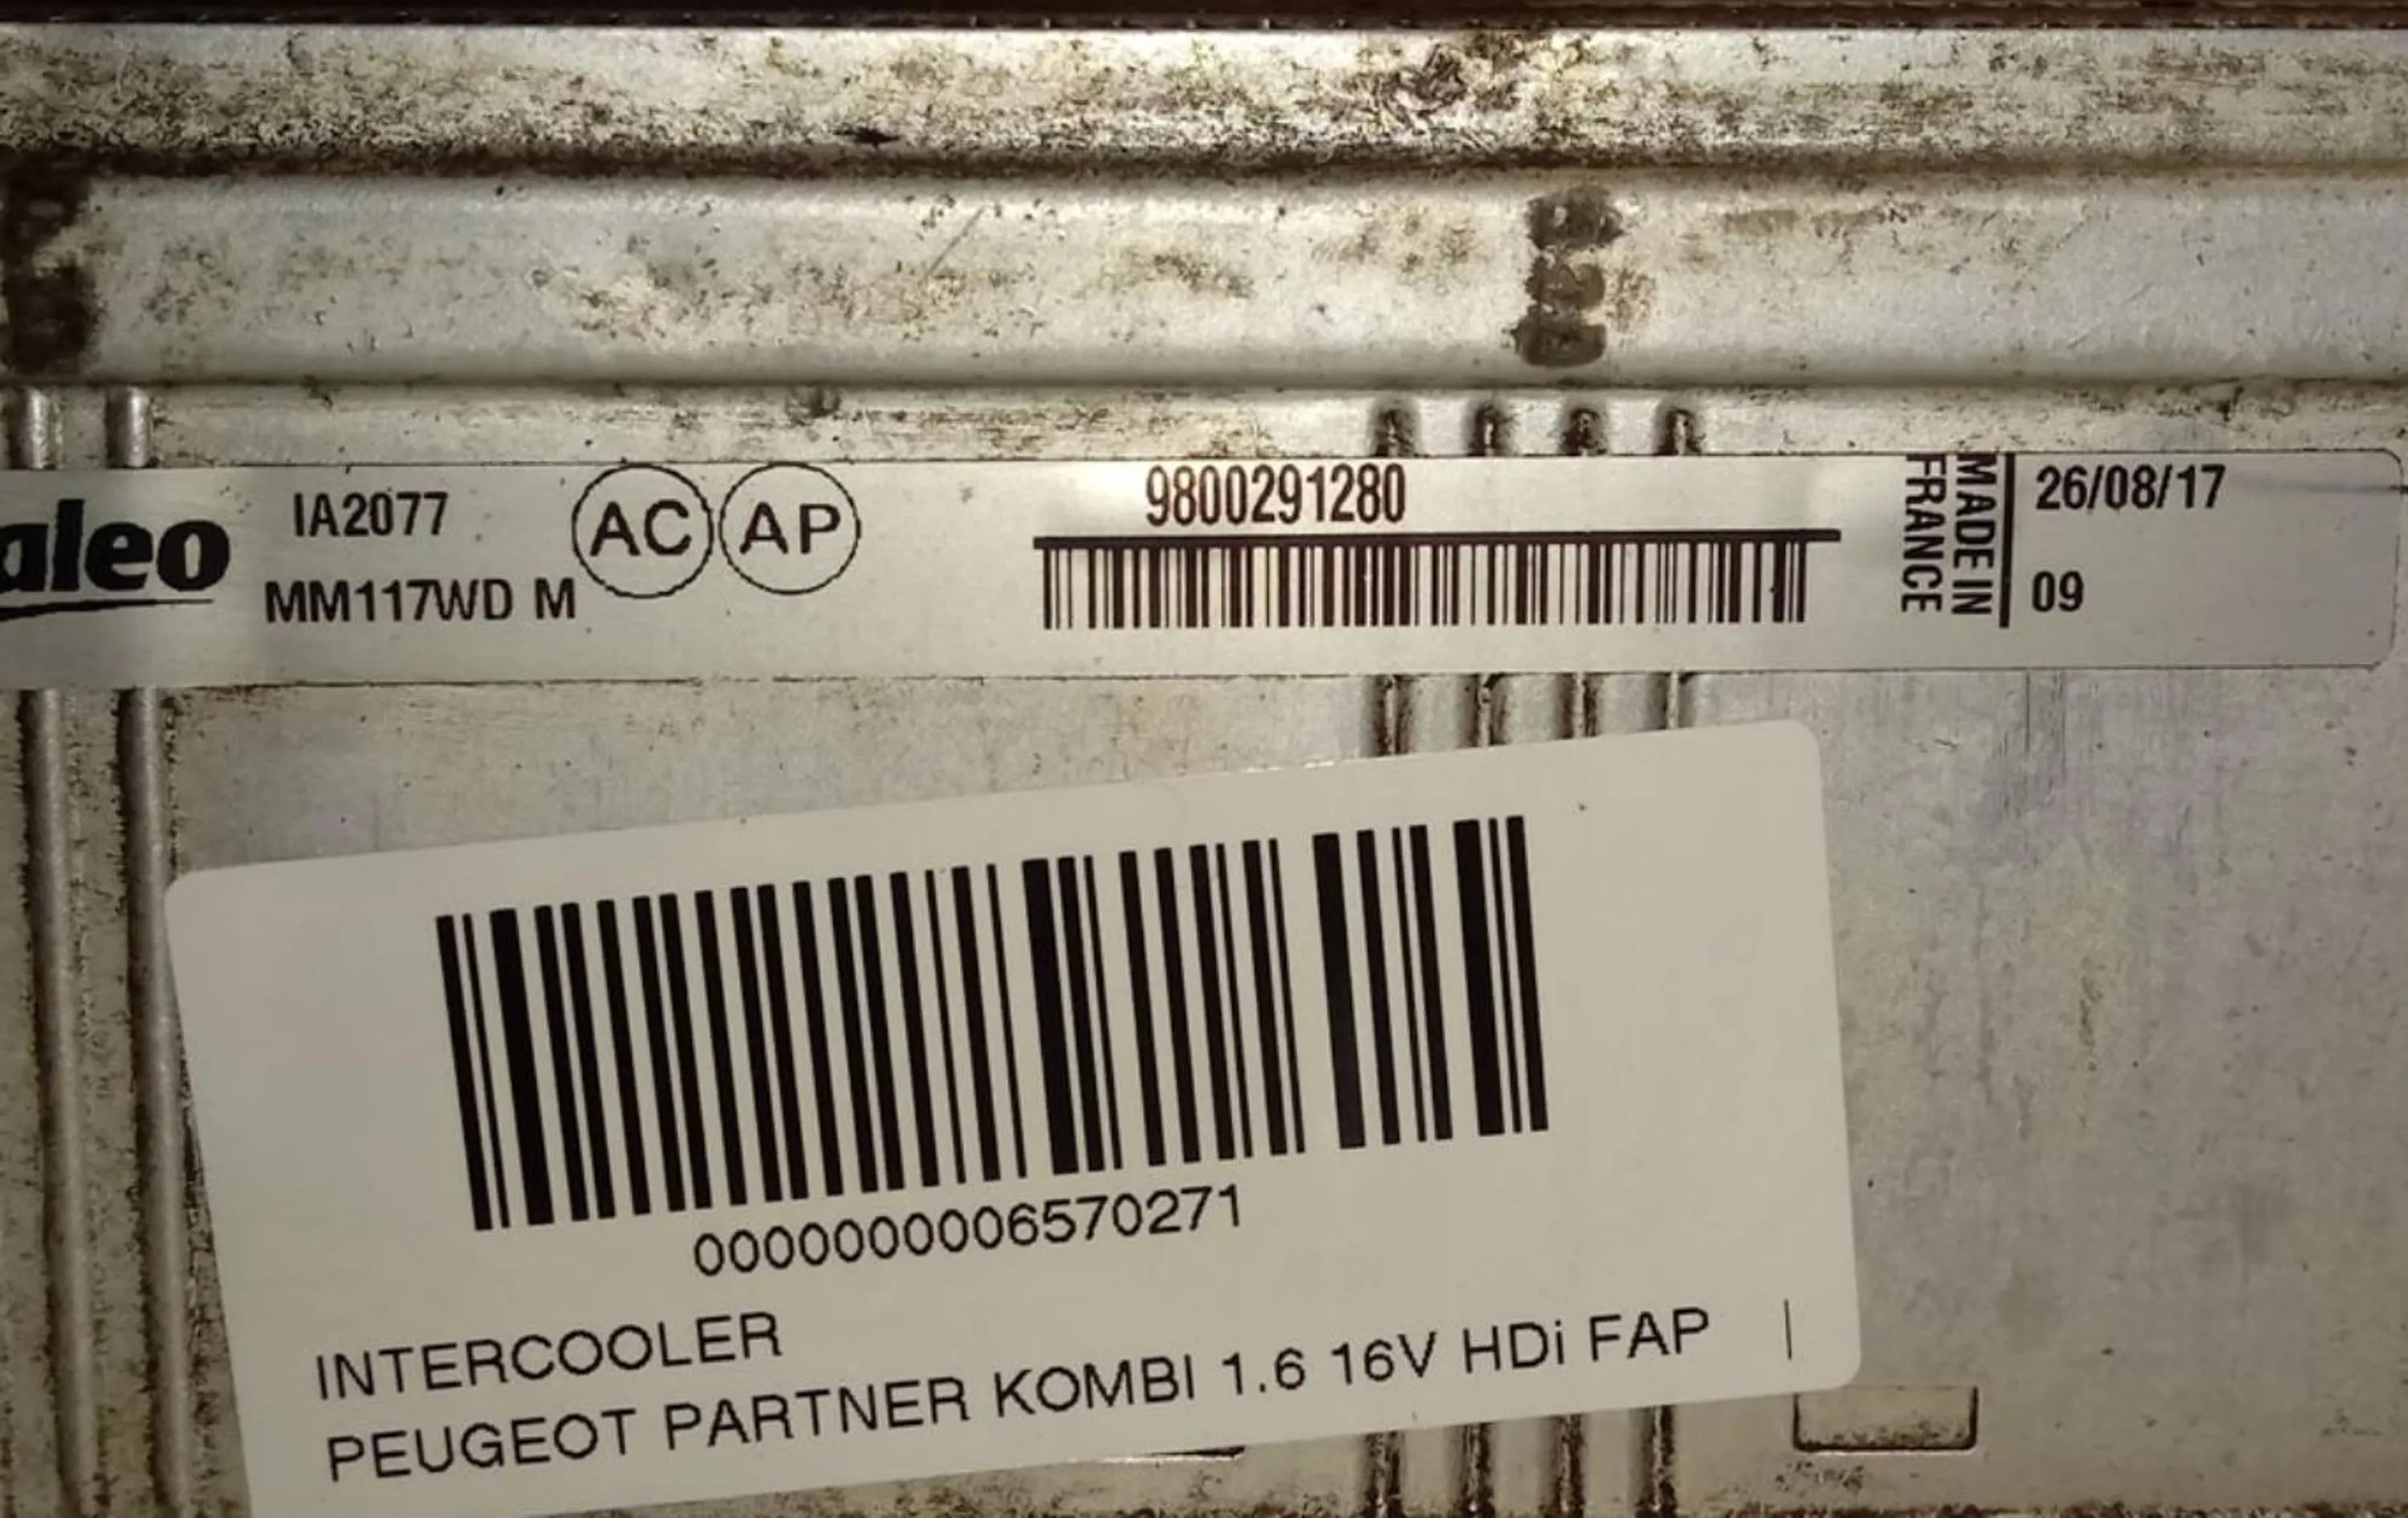 aleo
IA2077
MM117WD M
AC AP
9800291280
MADE IN
FRANCE
26/08/17
09
0000000006570271
INTERCOOLER
PEUGEOT PARTNER KOMBI 1.6 16V HDi FAP |